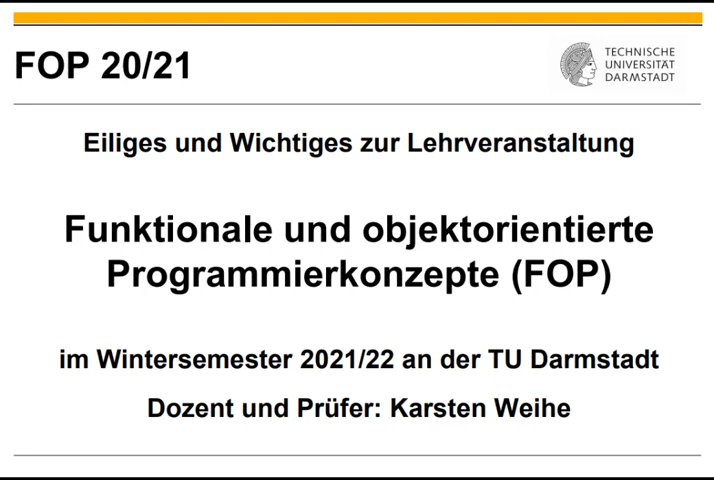 FOP 20/21
TECHNISCHE
UNIVERSITÄT
DARMSTADT
Eiliges und Wichtiges zur Lehrveranstaltung
Funktionale und objektorientierte
Programmierkonzepte (FOP)
im Wintersemester 2021/22 an der TU Darmstadt
Dozent und Prüfer: Karsten Weihe